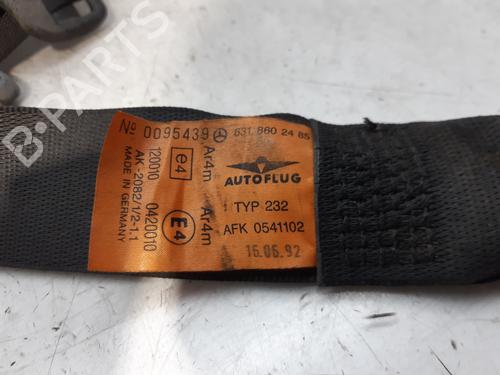 B-Parts
Nº 0095439 631 860 24 85
120010 e4 Ar4m
0420010 E4 Ar4m
AK-2082/1/2-1.1
MADE IN GERMANY
AUTOFLUG
TYP 232
AFK 0541102
16.06.92